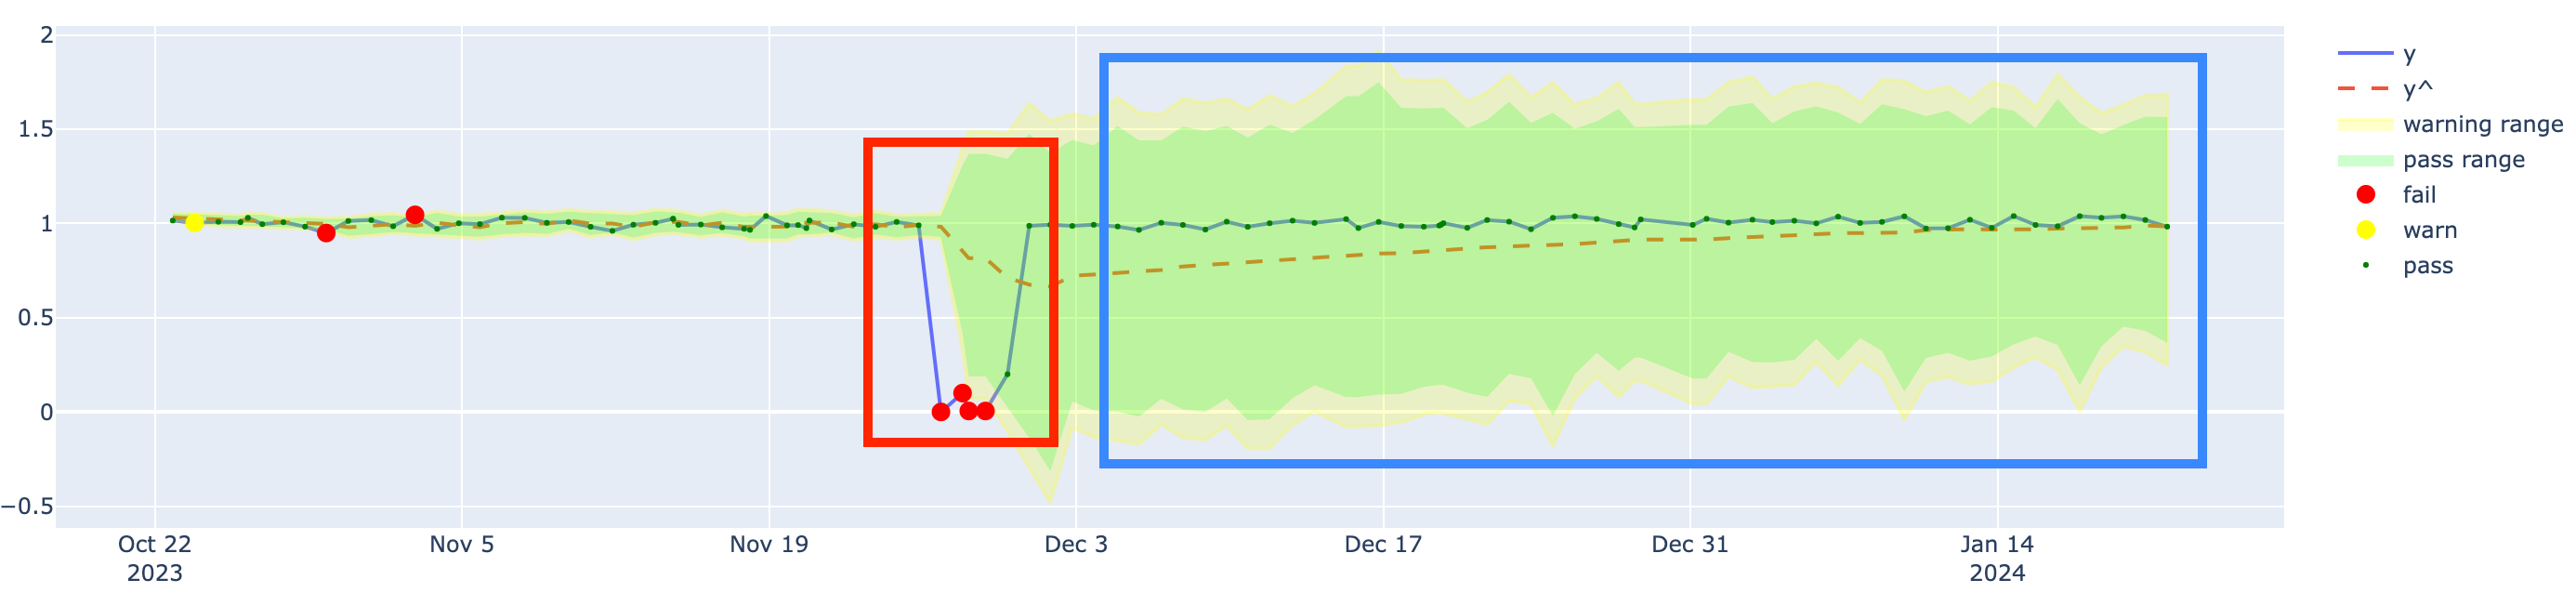 2
1.5
1
0.5
0
−0.5
Oct 22
2023
Nov 5
Nov 19
Dec 3
Dec 17
Dec 31
Jan 14
2024
y
y^
warning range
pass range
fail
warn
pass